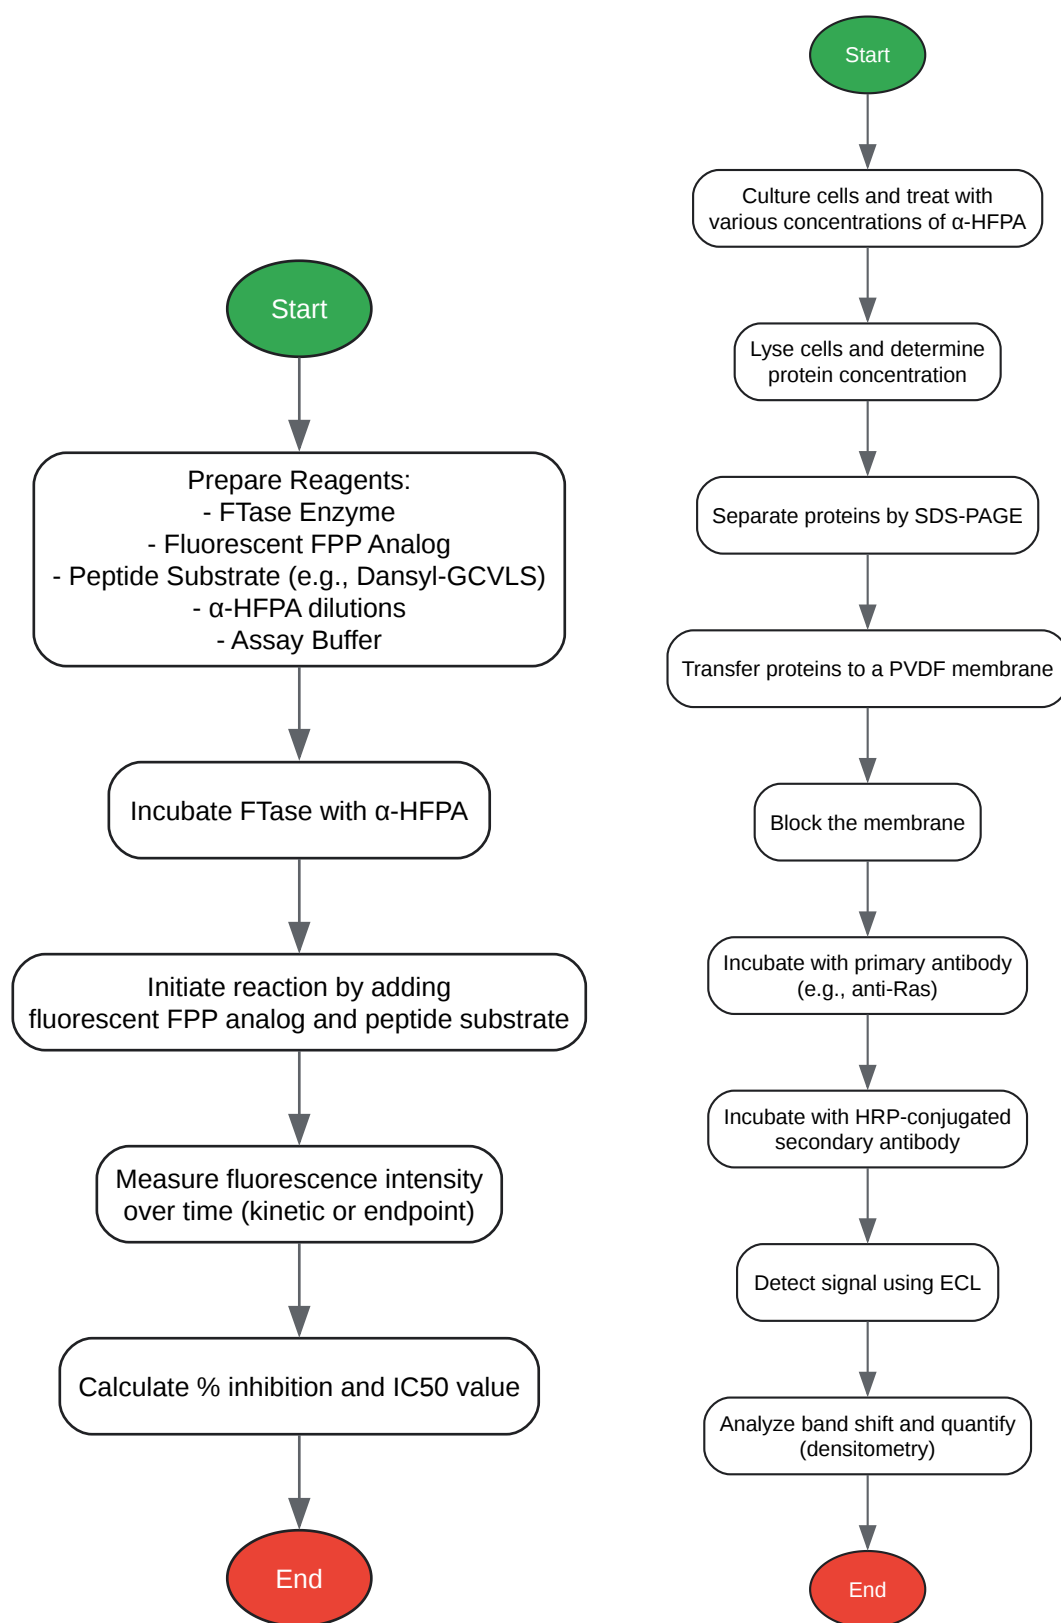 Start
Prepare Reagents:
- FTase Enzyme
- Fluorescent FPP Analog
- Peptide Substrate (e.g., Dansyl-GCVLS)
- α-HFPA dilutions
- Assay Buffer
Incubate FTase with α-HFPA
Initiate reaction by adding
fluorescent FPP analog and peptide substrate
Measure fluorescence intensity
over time (kinetic or endpoint)
Calculate % inhibition and IC50 value
End
Start
Culture cells and treat with
various concentrations of α-HFPA
Lyse cells and determine
protein concentration
Separate proteins by SDS-PAGE
Transfer proteins to a PVDF membrane
Block the membrane
Incubate with primary antibody
(e.g., anti-Ras)
Incubate with HRP-conjugated
secondary antibody
Detect signal using ECL
Analyze band shift and quantify
(densitometry)
End